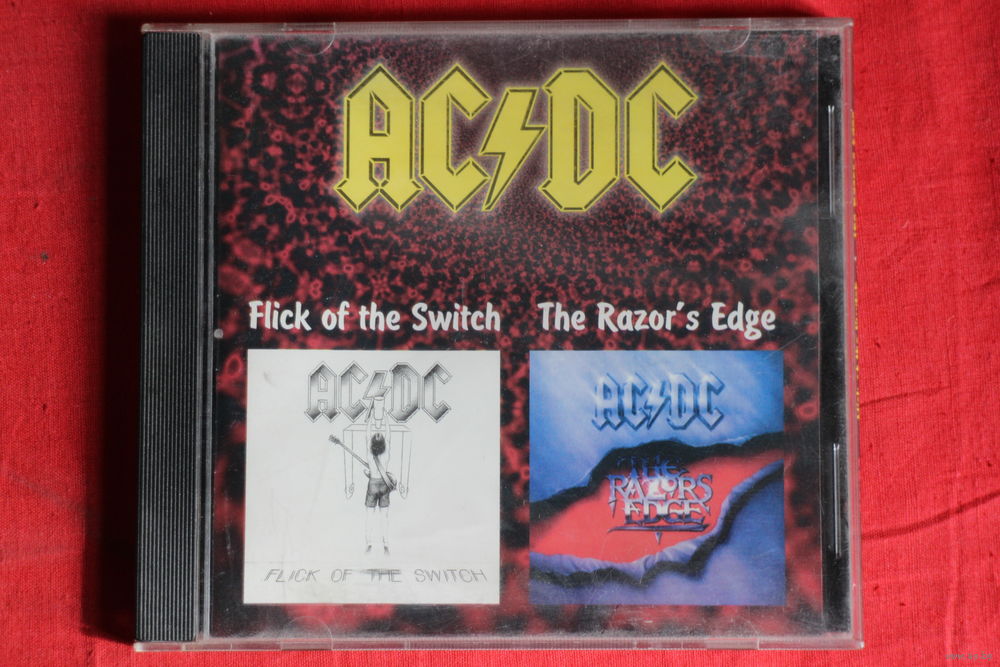 AC⚡DC
Flick of the Switch
The Razor's Edge
AC⚡DC
FLICK OF THE SWITCH
AC⚡DC
THE
RAZORS
EDGE